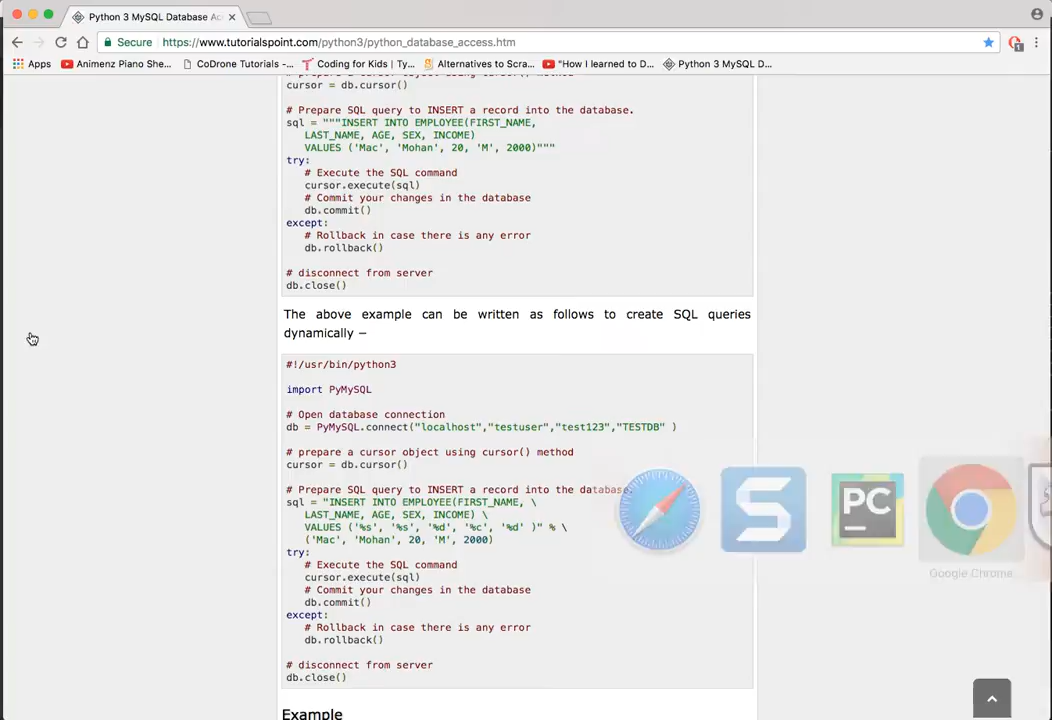 Python 3 MySQL Database Ac
Secure
https://www.tutorialspoint.com/python3/python_database_access.htm
1
Apps
Animenz Piano She...
CoDrone Tutorials -...
Coding for Kids | Ty...
Alternatives to Scra...
"How I learned to D...
Python 3 MySQL D...
# prepare a cursor object using cursor() method
cursor = db.cursor()
# Prepare SQL query to INSERT a record into the database.
sql = """INSERT INTO EMPLOYEE(FIRST_NAME,
LAST_NAME, AGE, SEX, INCOME)
VALUES ('Mac', 'Mohan', 20, 'M', 2000)"""
try:
# Execute the SQL command
cursor.execute(sql)
# Commit your changes in the database
db.commit()
except:
# Rollback in case there is any error
db.rollback()
# disconnect from server
db.close()
The above example can be written as follows to create SQL queries
dynamically −
#!/usr/bin/python3
import PyMySQL
# Open database connection
db = PyMySQL.connect("localhost","testuser","test123","TESTDB" )
# prepare a cursor object using cursor() method
cursor = db.cursor()
# Prepare SQL query to INSERT a record into the database.
sql = "INSERT INTO EMPLOYEE(FIRST_NAME, \
LAST_NAME, AGE, SEX, INCOME) \
VALUES ('%s', '%s', '%d', '%c', '%d' )" % \
('Mac', 'Mohan', 20, 'M', 2000)
try:
# Execute the SQL command
cursor.execute(sql)
# Commit your changes in the database
db.commit()
except:
# Rollback in case there is any error
db.rollback()
# disconnect from server
db.close()
Example
S
PC
Google Chrome